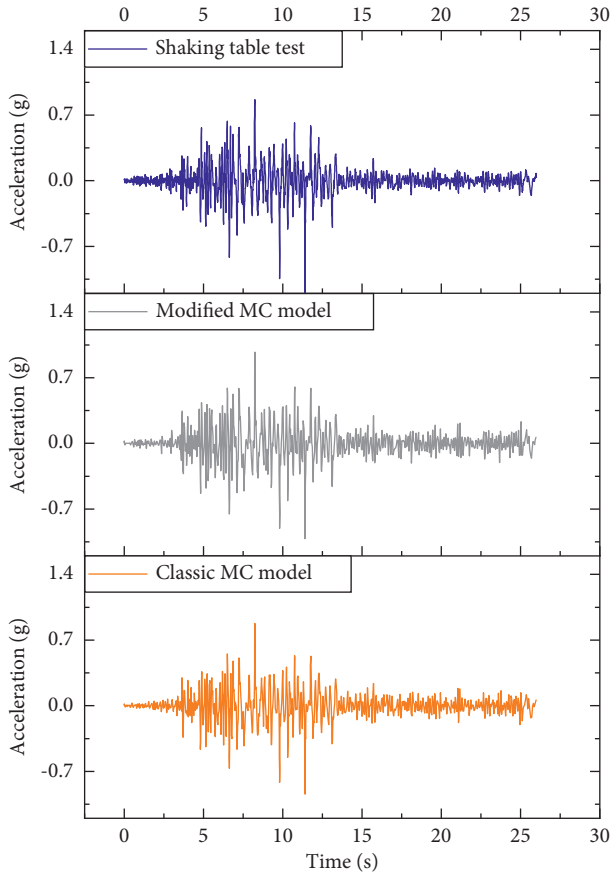 0 5 10 15 20 25 30
Shaking table test
1.4
0.7
0.0
-0.7
Acceleration (g)
Modified MC model
1.4
0.7
0.0
-0.7
Acceleration (g)
Classic MC model
1.4
0.7
0.0
-0.7
Acceleration (g)
0 5 10 15 20 25 30
Time (s)